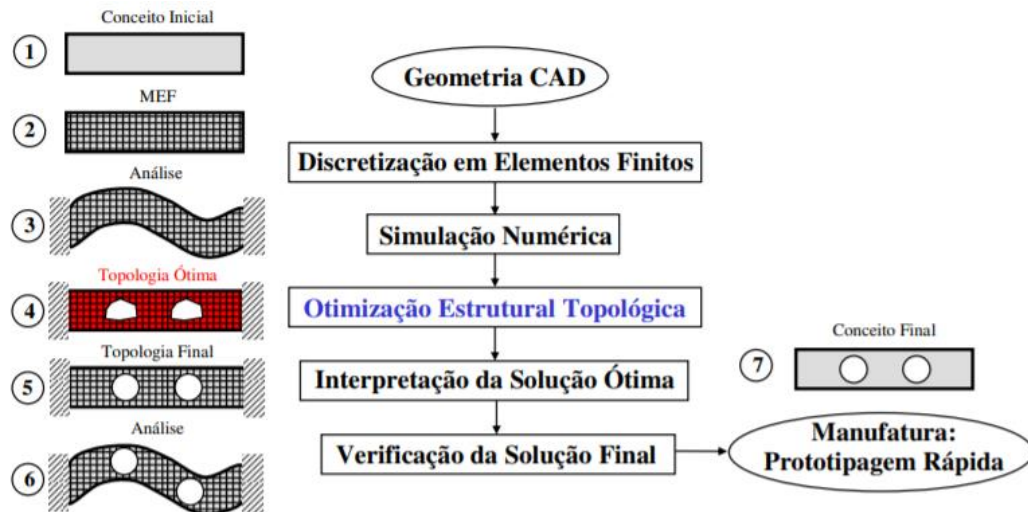 Conceito Inicial
1
MEF
2
Análise
3
Topologia Ótima
4
Topologia Final
5
Análise
6
Geometria CAD
Discretização em Elementos Finitos
Simulação Numérica
Otimização Estrutural Topológica
Interpretação da Solução Ótima
Verificação da Solução Final
Conceito Final
7
Manufatura:
Prototipagem Rápida